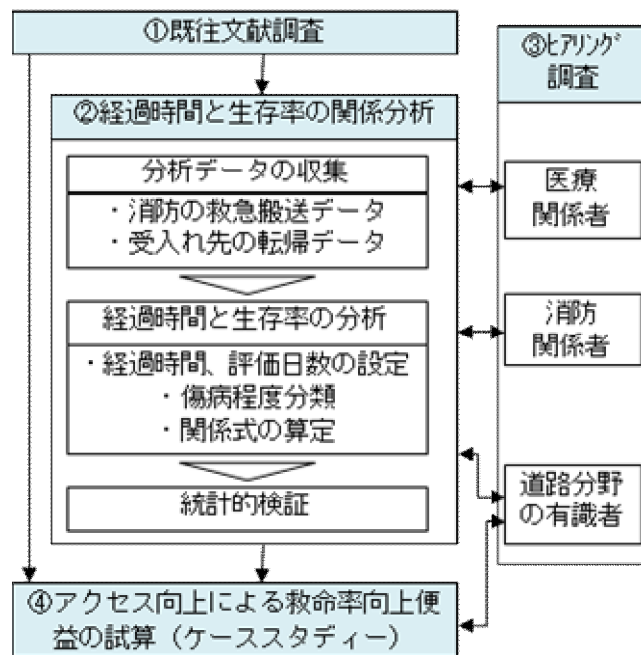 ①既往文献調査
②経過時間と生存率の関係分析
分析データの収集
・消防の救急搬送データ
・受入れ先の転帰データ
経過時間と生存率の分析
・経過時間、評価日数の設定
・傷病程度分類
・関係式の算定
統計的検証
④アクセス向上による救命率向上便
益の試算（ケーススタディー）
③ﾋｱﾘﾝｸﾞ
調査
医療
関係者
消防
関係者
道路分野
の有識者